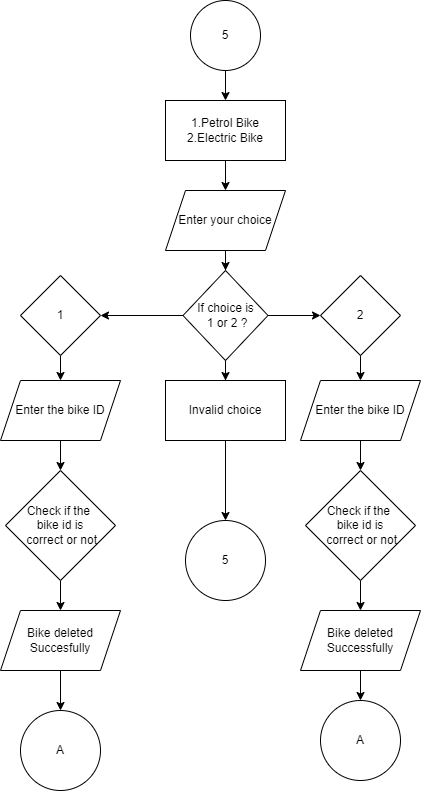 5
1.Petrol Bike
2.Electric Bike
Enter your choice
If choice is
1 or 2 ?
1
2
Enter the bike ID
Invalid choice
Enter the bike ID
Check if the
bike id is
correct or not
5
Check if the
bike id is
correct or not
Bike deleted
Succesfully
Bike deleted
Successfully
A
A